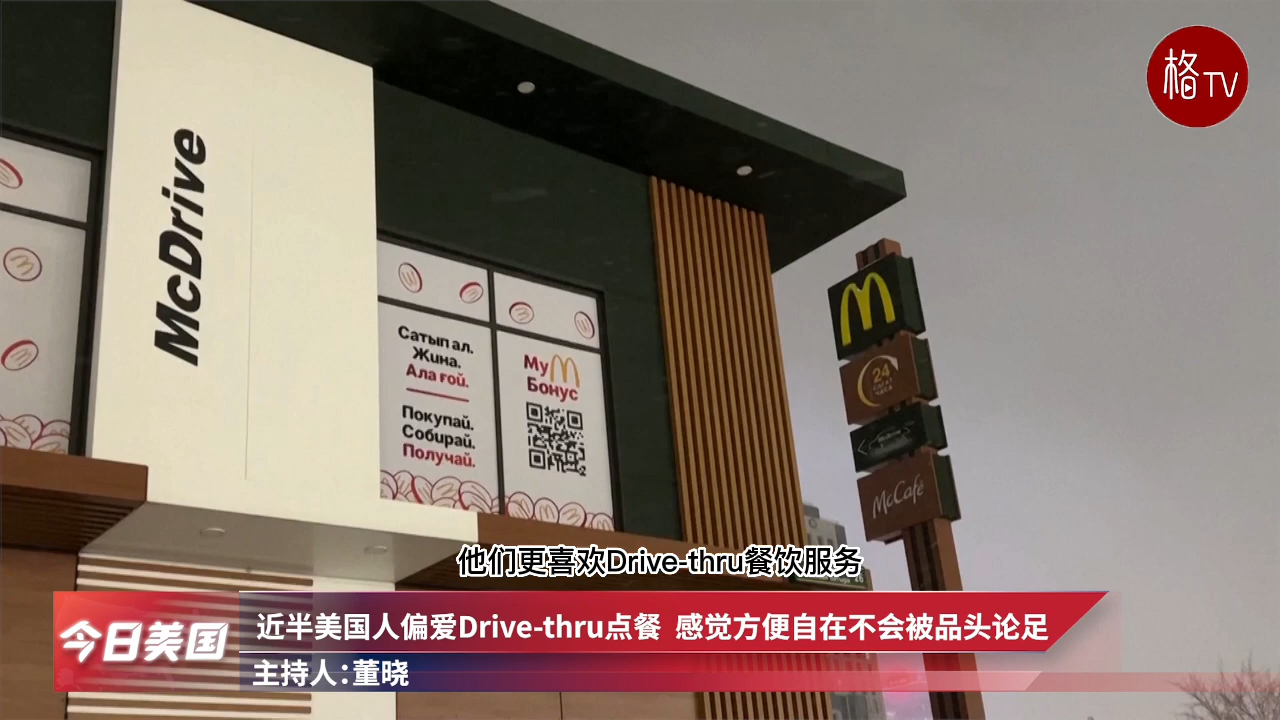 格TV
McDrive
Сатып ал.
Жина.
Ала ғой.
Покупай.
Собирай.
Получай.
My
Бонус
24
McCafé
他们更喜欢Drive-thru餐饮服务
今日美国
近半美国人偏爱Drive-thru点餐 感觉方便自在不会被品头论足
主持人:董晓